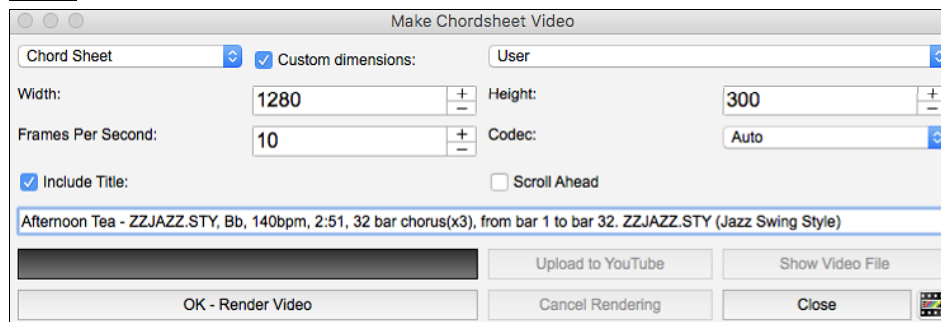 Make Chordsheet Video
Chord Sheet Custom dimensions: User
Width: 1280 + − Height: 300 + −
Frames Per Second: 10 + − Codec: Auto
Include Title: Scroll Ahead
Afternoon Tea - ZZJAZZ.STY, Bb, 140bpm, 2:51, 32 bar chorus(x3), from bar 1 to bar 32. ZZJAZZ.STY (Jazz Swing Style)
Upload to YouTube Show Video File
OK - Render Video Cancel Rendering Close